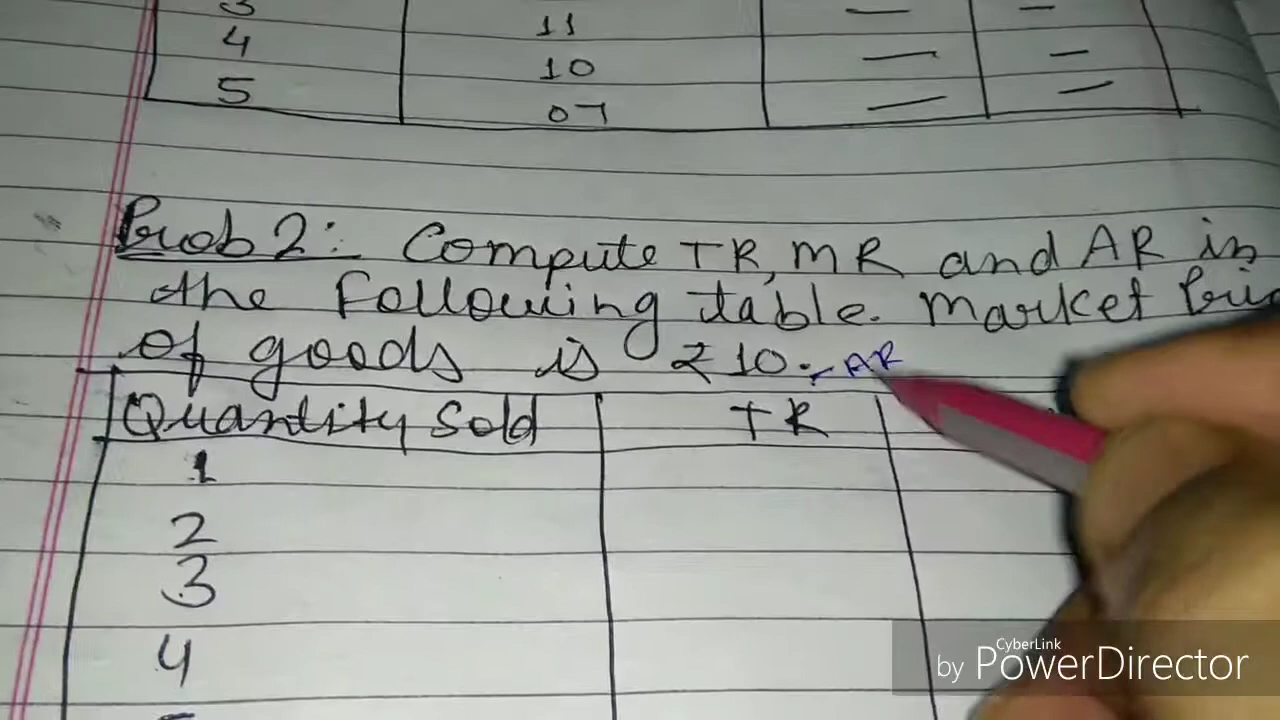 3 — —
4 11 — —
5 10 — —
07
Prob 2: Compute TR, MR and AR in
the following table. Market
of goods is ₹10. - AR
Quantity Sold TR
1
2
3
4
CyberLink
by PowerDirector